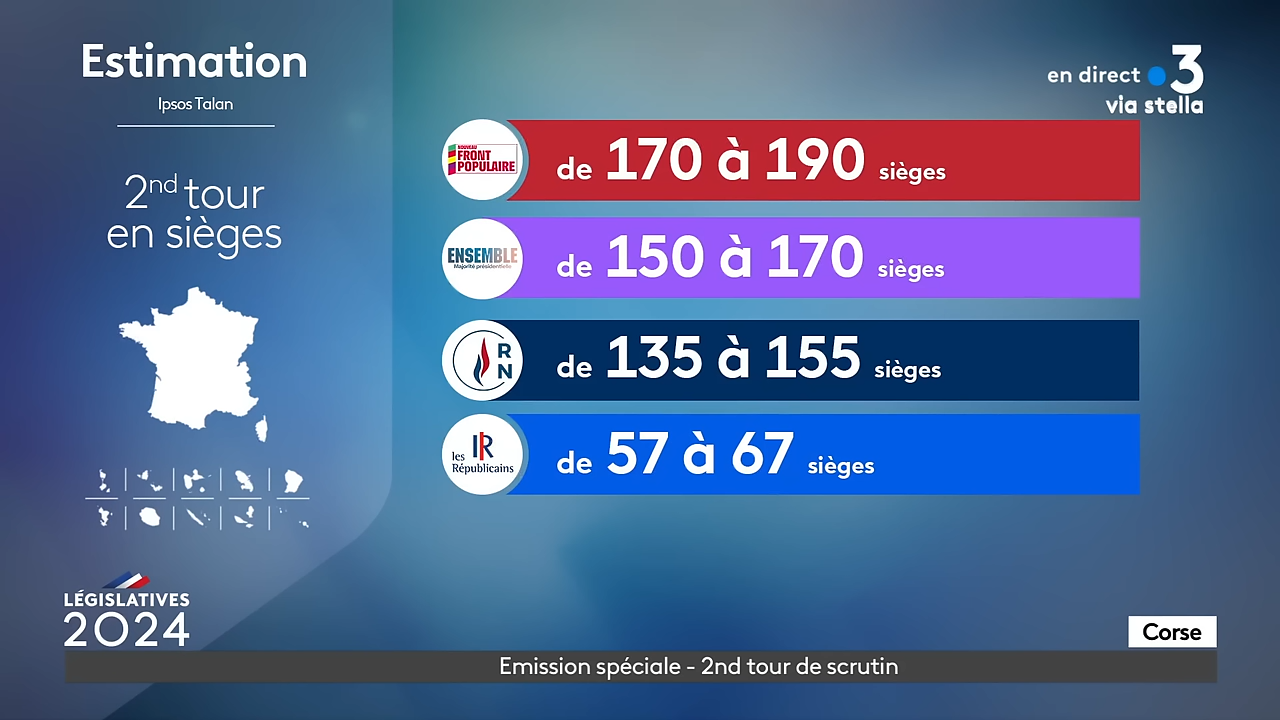 Estimation
Ipsos Talan
2nd tour
en sièges
LÉGISLATIVES
2024
en direct 3
via stella
NOUVEAU
FRONT
POPULAIRE
de 170 à 190 sièges
ENSEMBLE
Majorité présidentielle
de 150 à 170 sièges
R
N
de 135 à 155 sièges
lR
les
Républicains
de 57 à 67 sièges
Corse
Emission spéciale - 2nd tour de scrutin